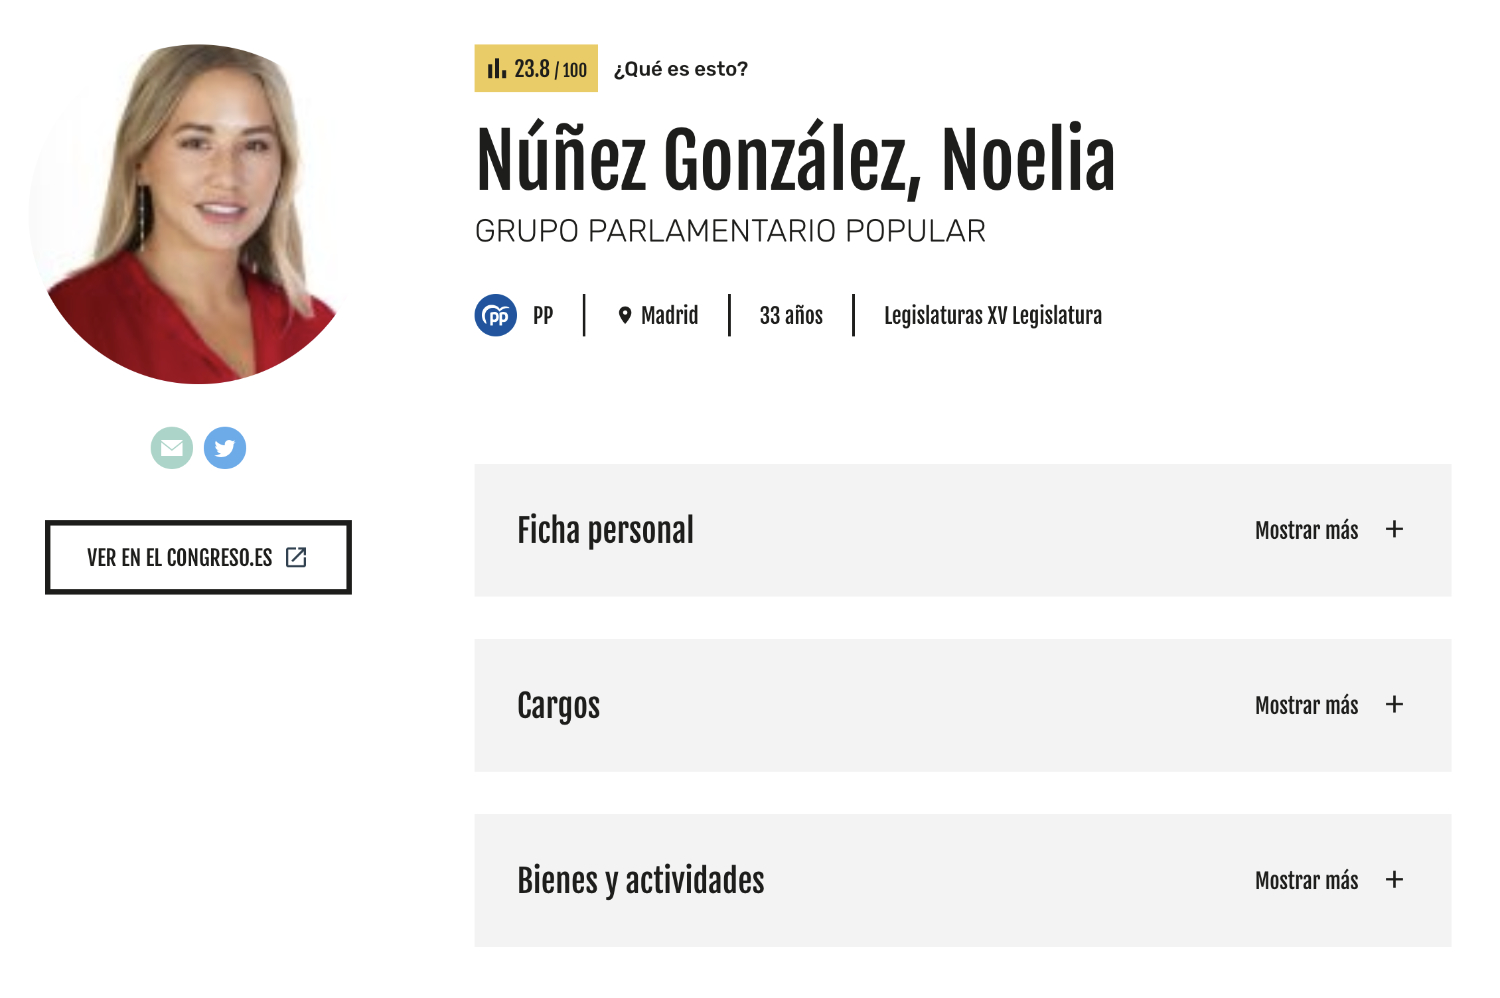 23.8 / 100 ¿Qué es esto?
Núñez González, Noelia
GRUPO PARLAMENTARIO POPULAR
pp PP Madrid 33 años Legislaturas XV Legislatura
VER EN EL CONGRESO.ES
Ficha personal Mostrar más +
Cargos Mostrar más +
Bienes y actividades Mostrar más +